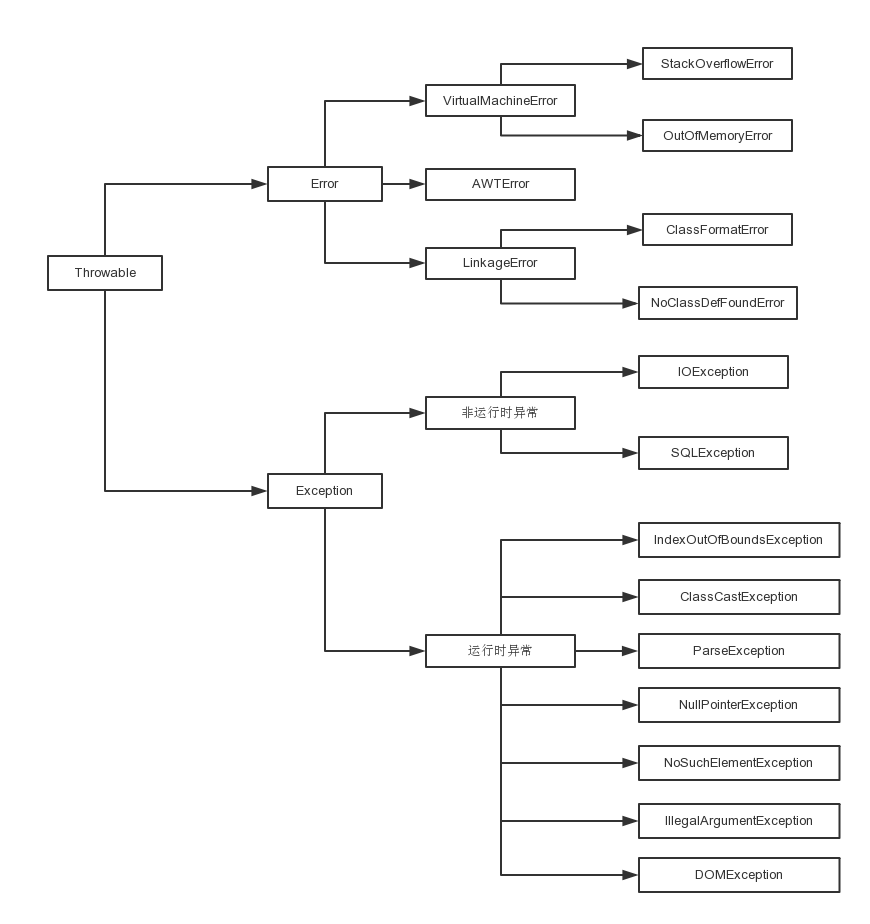 StackOverflowError
VirtualMachineError
OutOfMemoryError
Error
AWTError
ClassFormatError
LinkageError
Throwable
NoClassDefFoundError
IOException
非运行时异常
SQLException
Exception
IndexOutOfBoundsException
ClassCastException
运行时异常
ParseException
NullPointerException
NoSuchElementException
IllegalArgumentException
DOMException